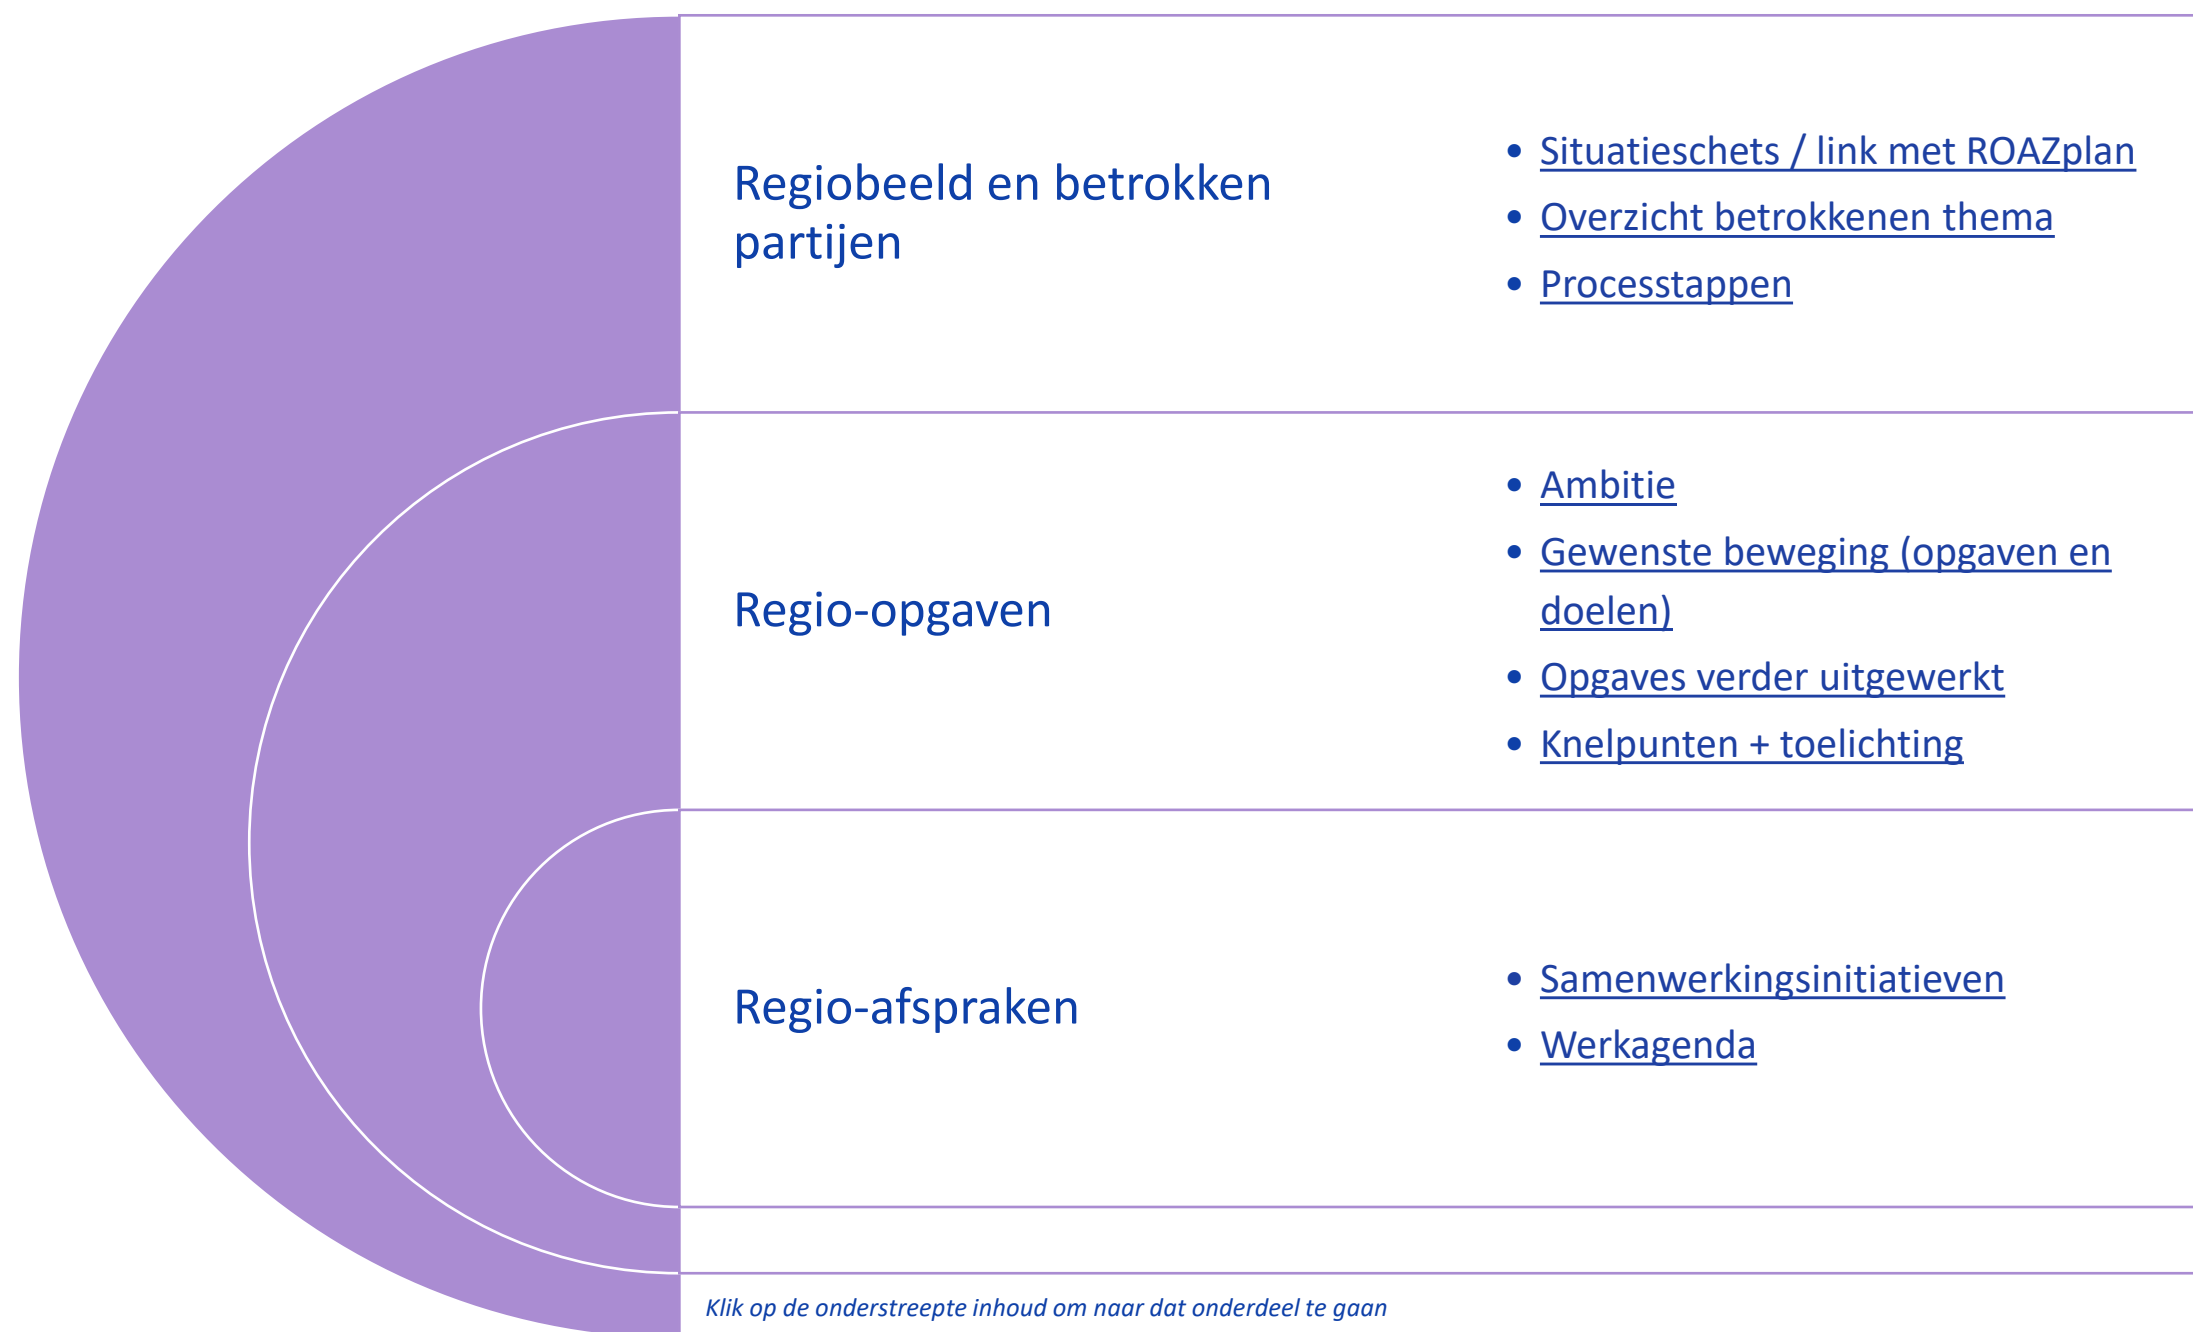 Regiobeeld en betrokken
partijen
• Situatieschets / link met ROAZplan
• Overzicht betrokkenen thema
• Processtappen
Regio-opgaven
• Ambitie
• Gewenste beweging (opgaven en
doelen)
• Opgaves verder uitgewerkt
• Knelpunten + toelichting
Regio-afspraken
• Samenwerkingsinitiatieven
• Werkagenda
Klik op de onderstreepte inhoud om naar dat onderdeel te gaan